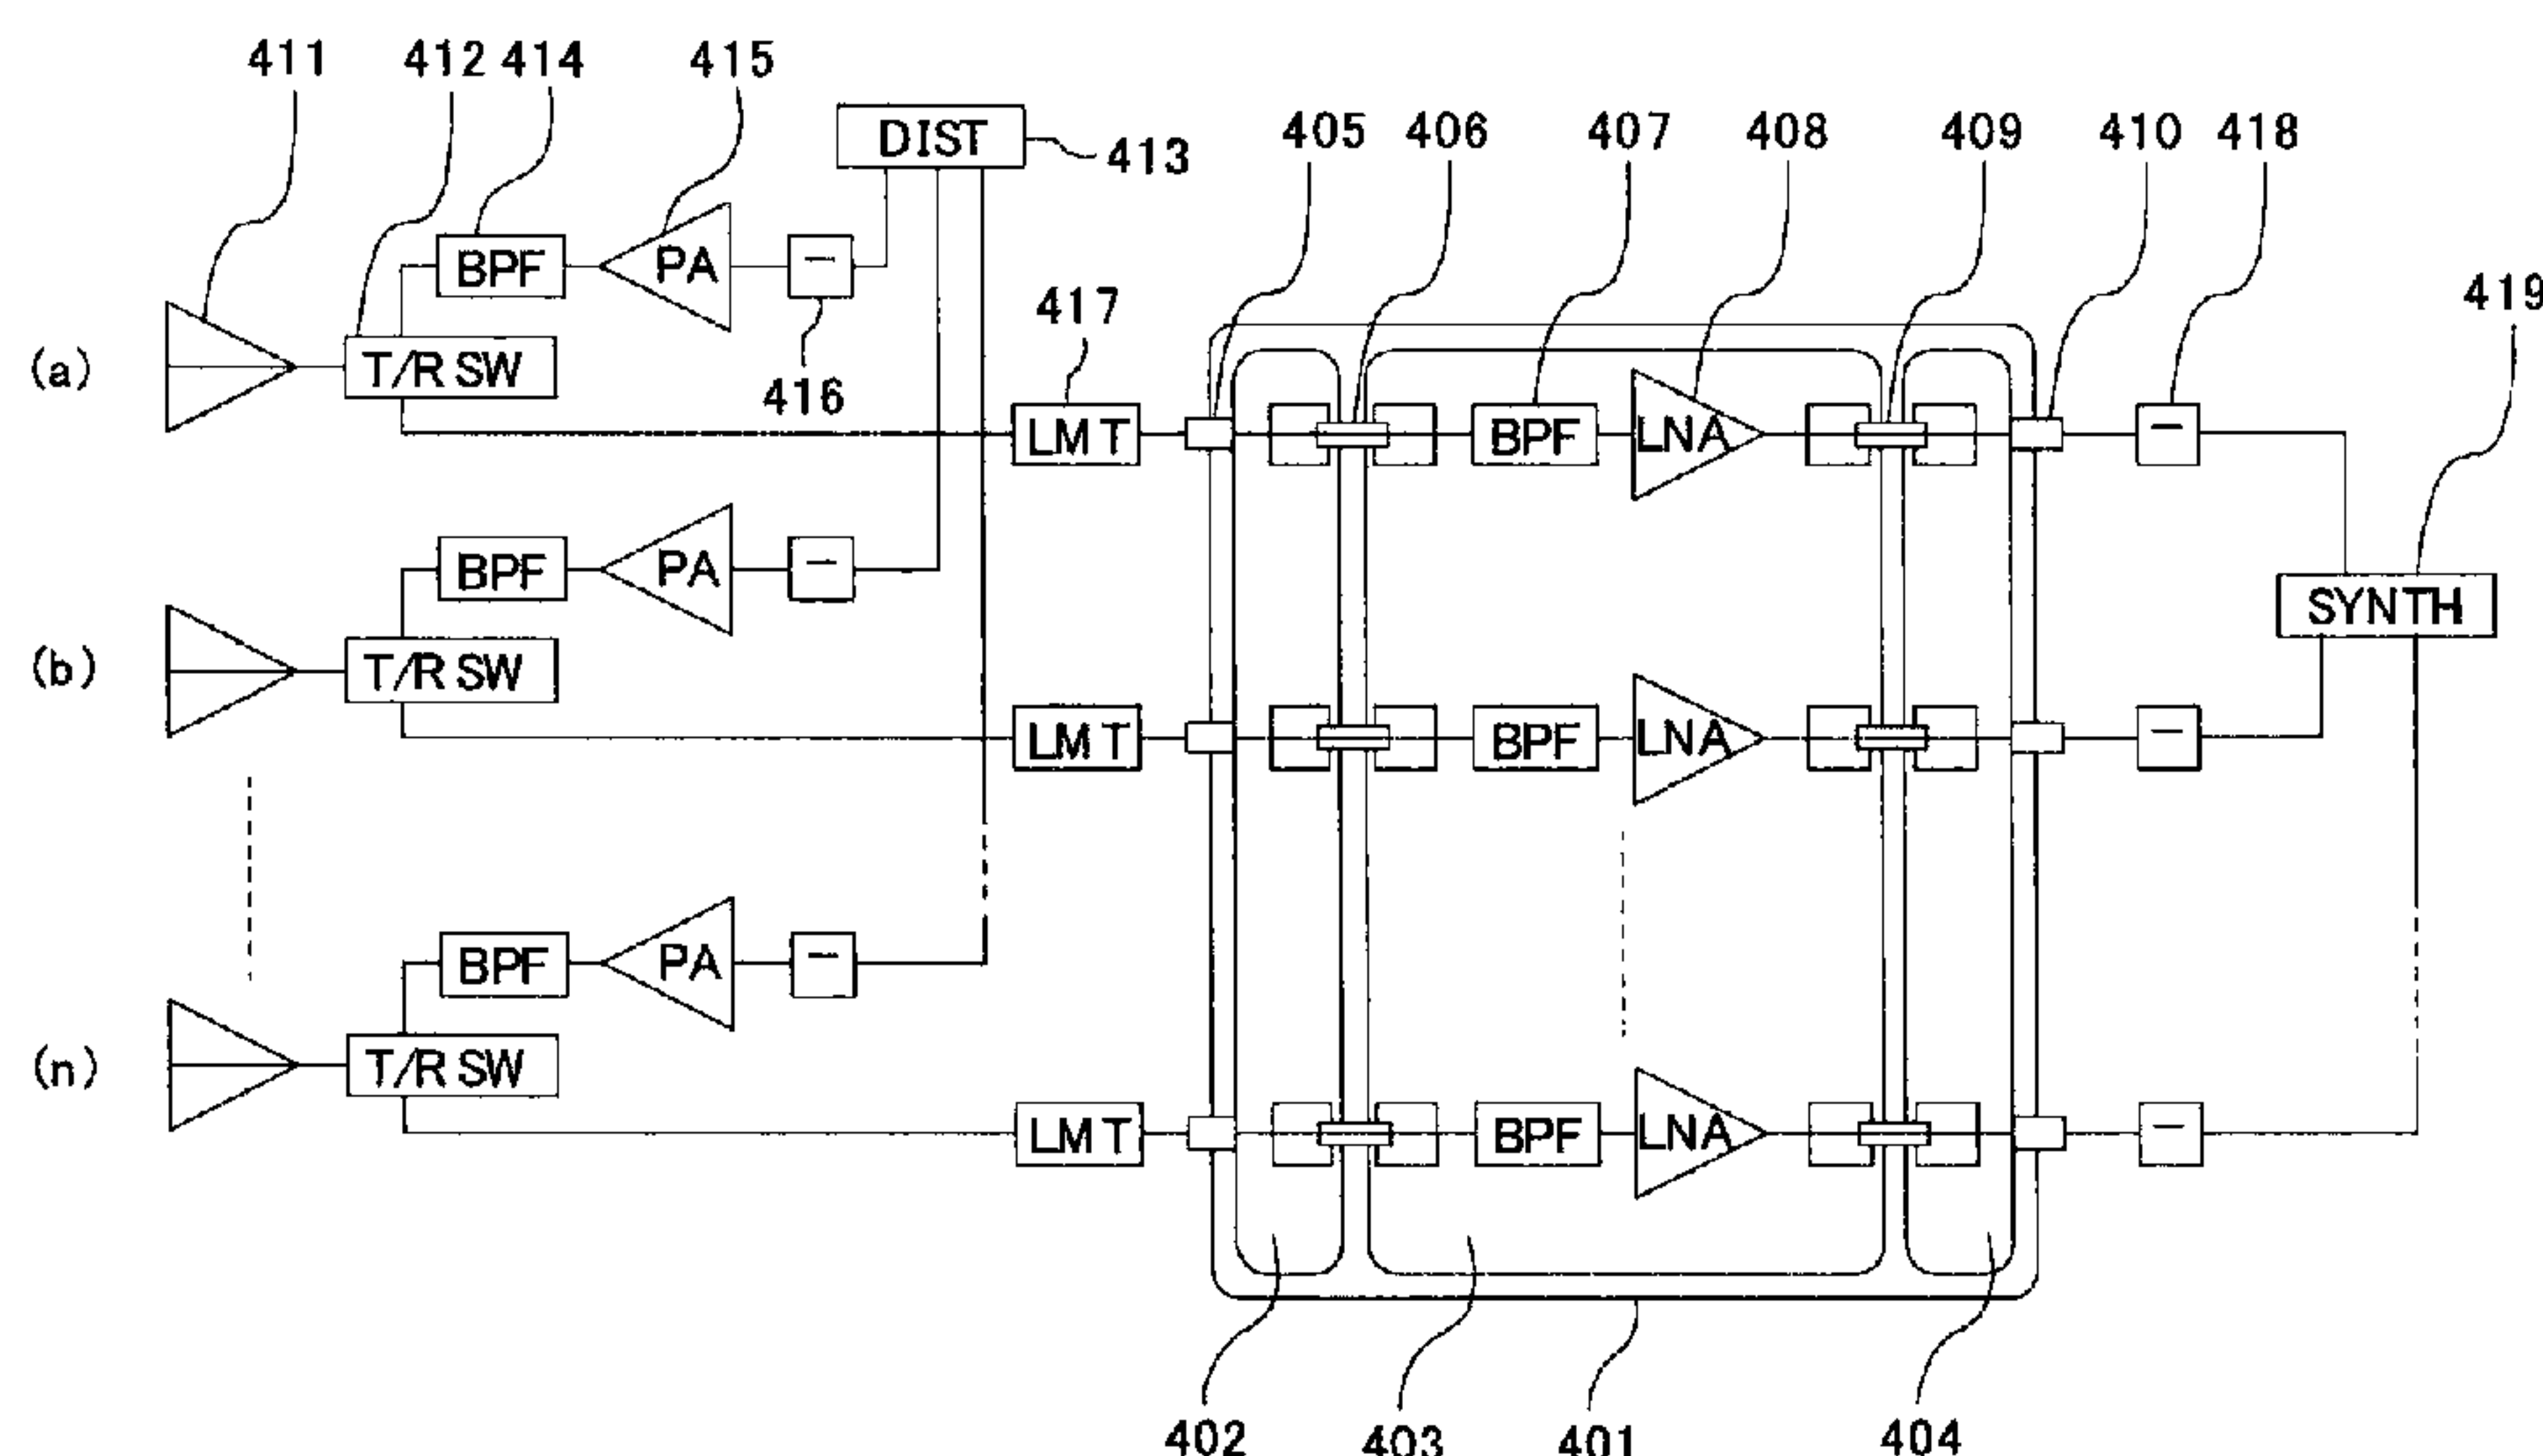 411 412 414 415
DIST
413
405 406 407 408 409 410 418
BPF PA −
417
416
419
(a) T/R SW
LMT BPF LNA −
BPF PA −
SYNTH
(b) T/R SW
LMT BPF LNA −
BPF PA −
(n) T/R SW
LMT BPF LNA −
402 403 401 404